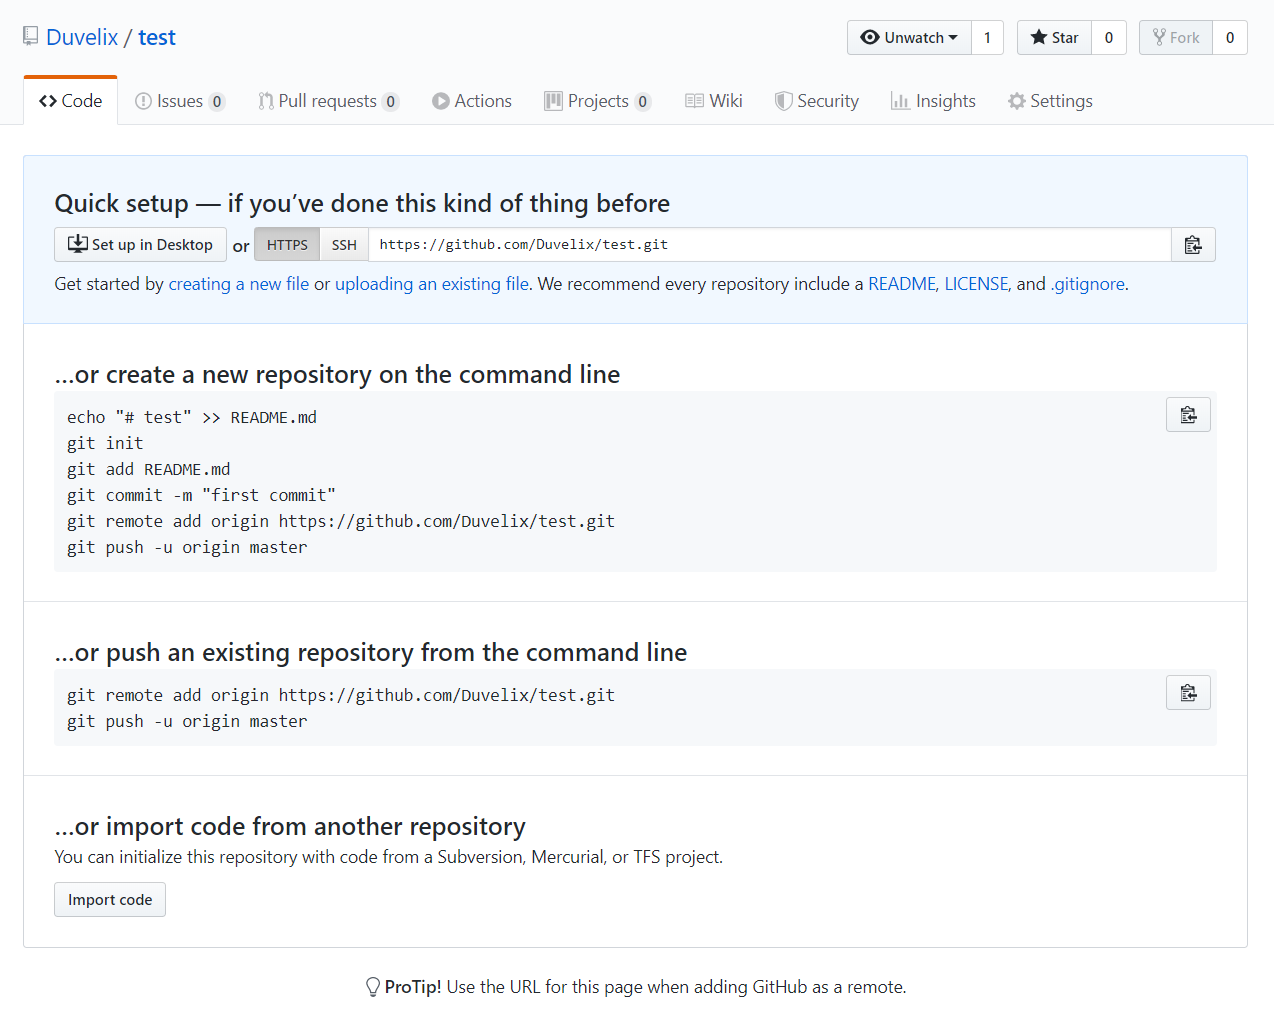 Duvelix / test
Unwatch 1 Star 0 Fork 0
Code Issues 0 Pull requests 0 Actions Projects 0 Wiki Security Insights Settings
Quick setup — if you’ve done this kind of thing before
Set up in Desktop or HTTPS SSH https://github.com/Duvelix/test.git
Get started by creating a new file or uploading an existing file. We recommend every repository include a README, LICENSE, and .gitignore.
…or create a new repository on the command line
echo "# test" >> README.md
git init
git add README.md
git commit -m "first commit"
git remote add origin https://github.com/Duvelix/test.git
git push -u origin master
…or push an existing repository from the command line
git remote add origin https://github.com/Duvelix/test.git
git push -u origin master
…or import code from another repository
You can initialize this repository with code from a Subversion, Mercurial, or TFS project.
Import code
ProTip! Use the URL for this page when adding GitHub as a remote.